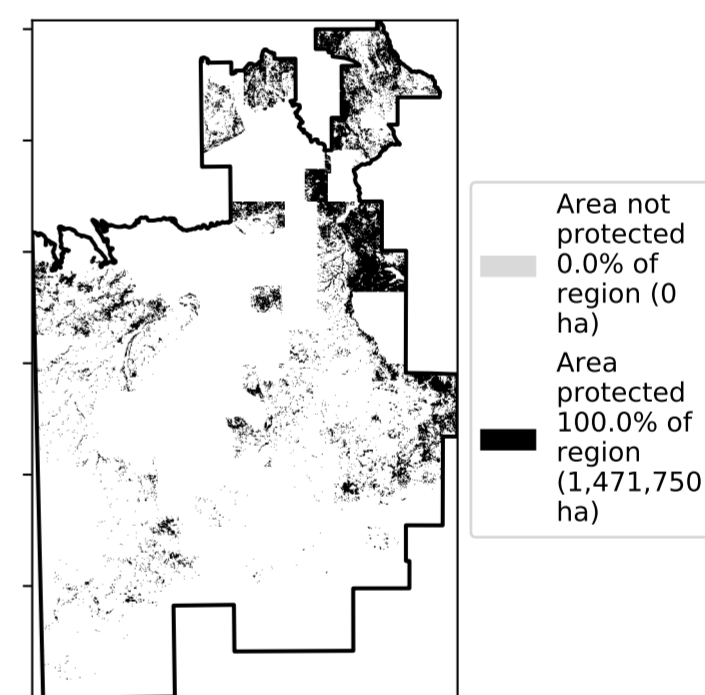 Area not
protected
0.0% of
region (0
ha)
Area
protected
100.0% of
region
(1,471,750
ha)